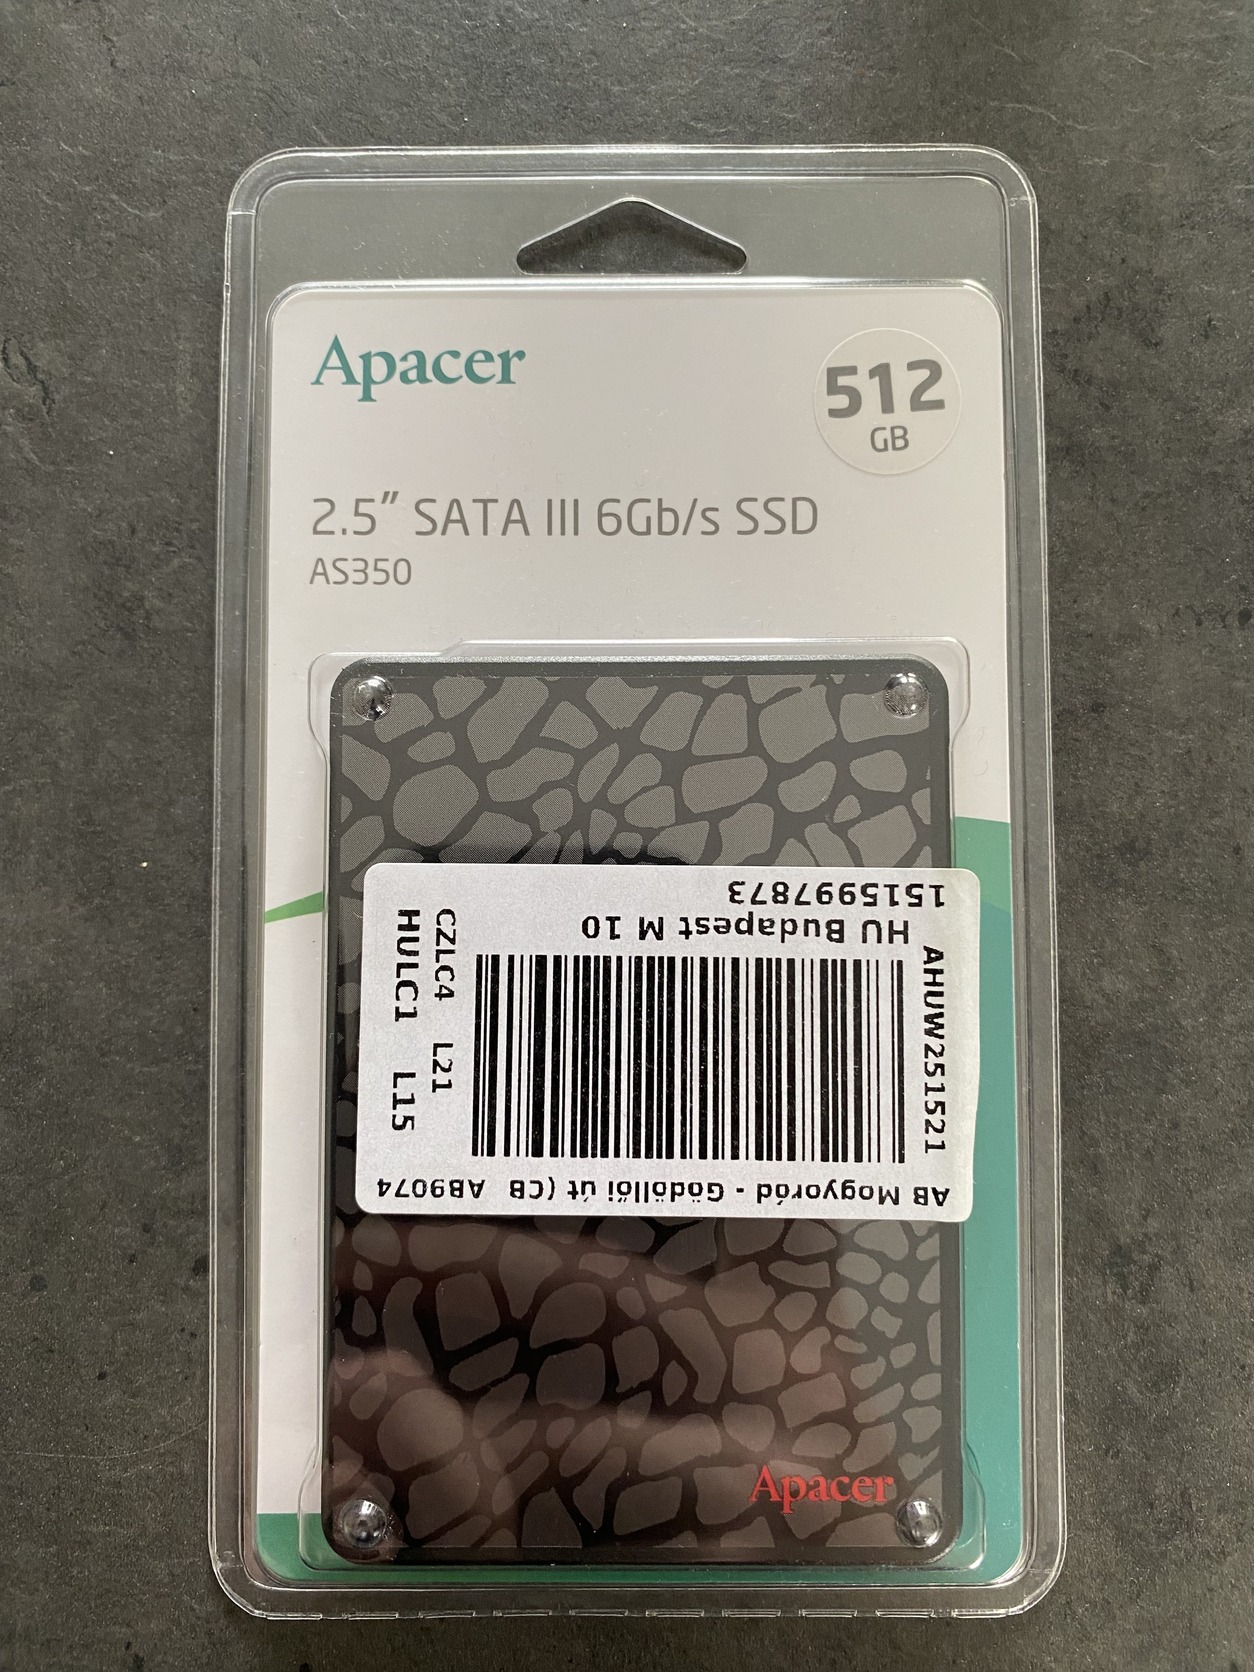 Apacer
512
GB
2.5″ SATA III 6Gb/s SSD
AS350
1515997873
HU Budapest M 10
AHUW251521
CZLC4 L21
HULC1 L15
AB Mogyoród - Gödöllői út (CB AB9074
Apacer